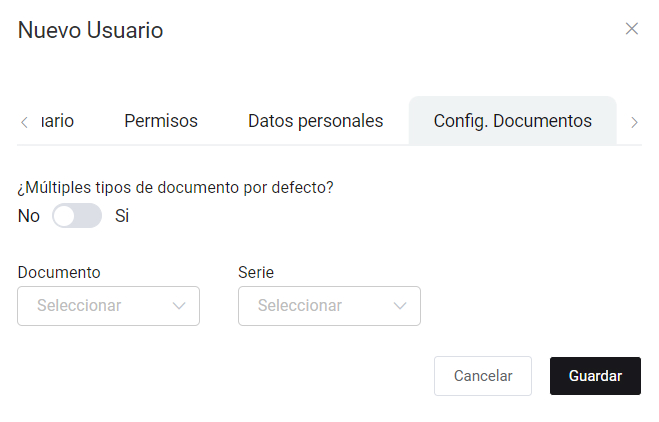 Nuevo Usuario
Permisos Datos personales Config. Documentos
¿Múltiples tipos de documento por defecto?
No Si
Documento Serie
Seleccionar Seleccionar
Cancelar Guardar